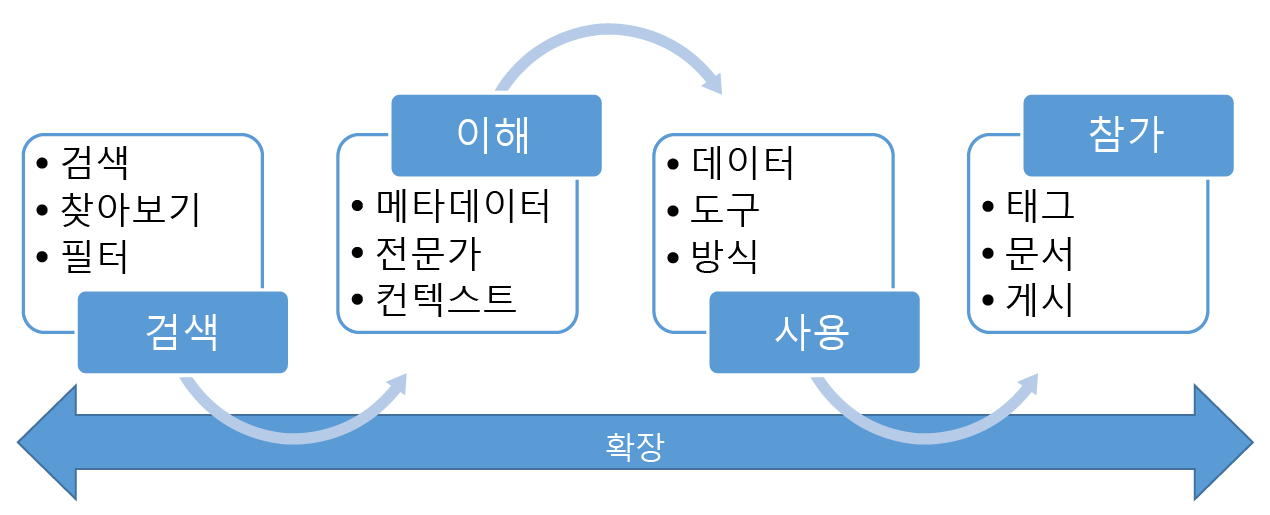 • 검색
• 찾아보기
• 필터
검색
이해
• 메타데이터
• 전문가
• 컨텍스트
• 데이터
• 도구
• 방식
사용
참가
• 태그
• 문서
• 게시
확장